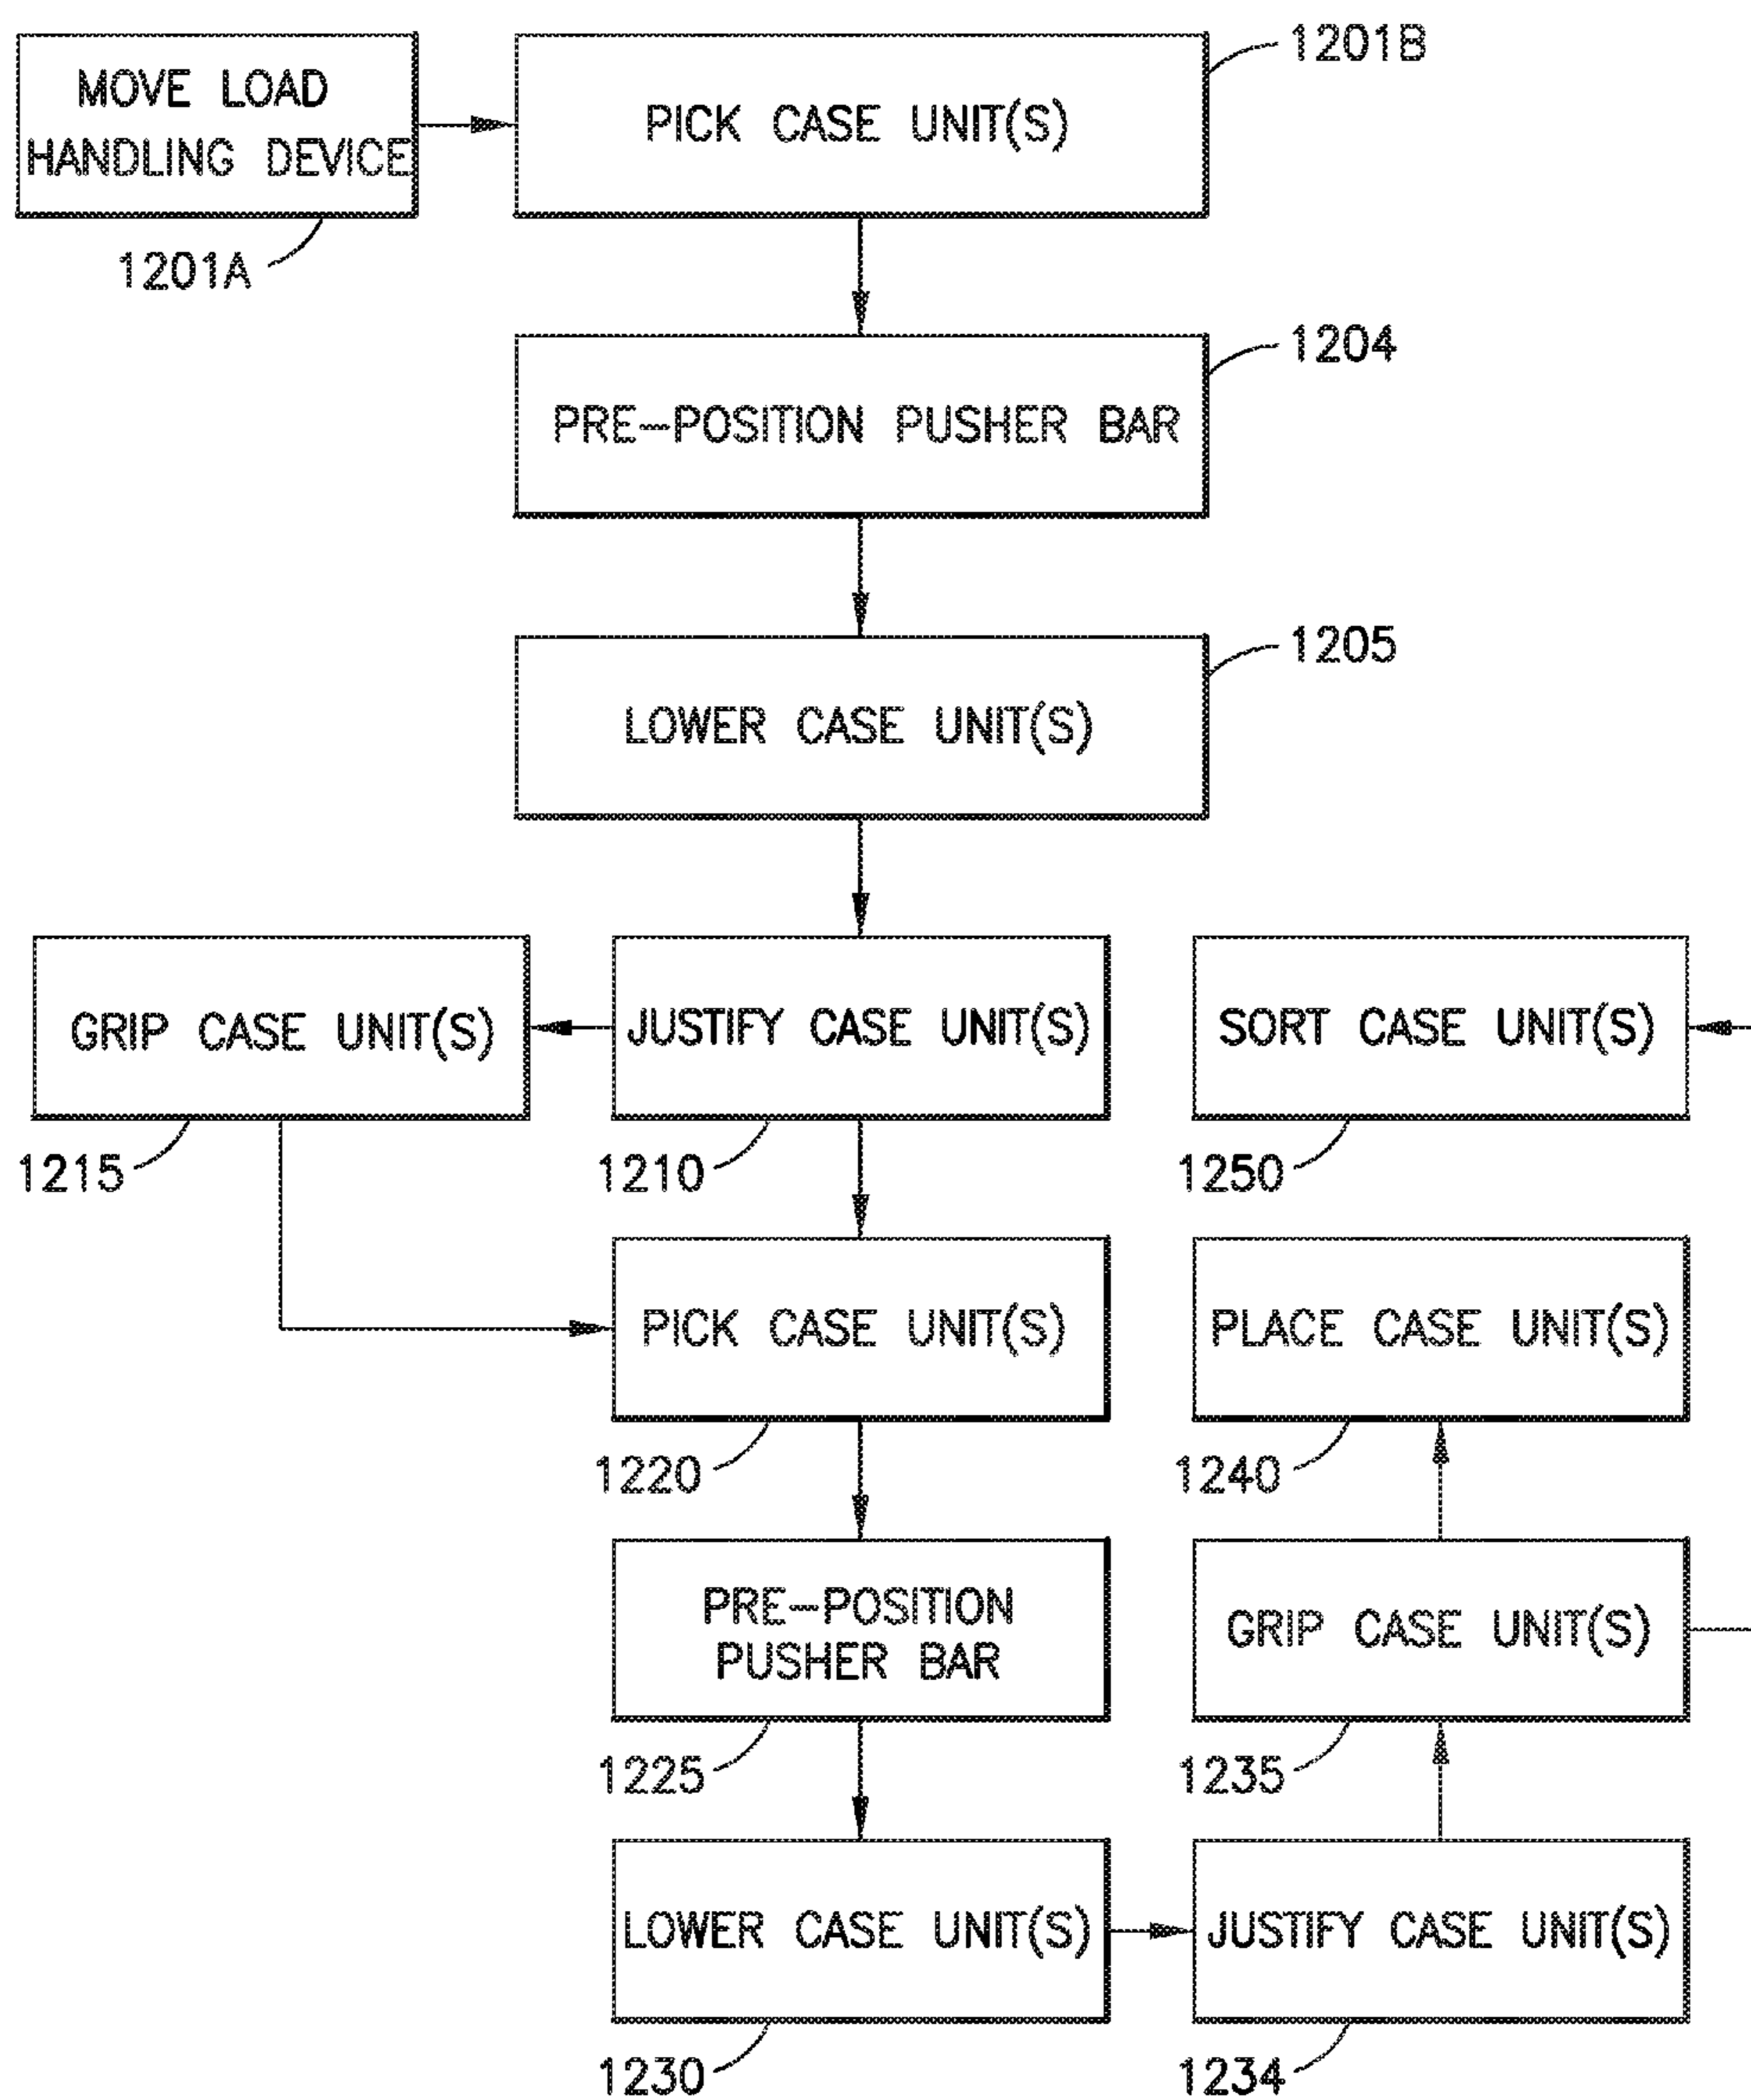 MOVE LOAD
HANDLING DEVICE
1201A
PICK CASE UNIT(S)
1201B
PRE-POSITION PUSHER BAR
1204
LOWER CASE UNIT(S)
1205
GRIP CASE UNIT(S)
1215
JUSTIFY CASE UNIT(S)
1210
SORT CASE UNIT(S)
1250
PICK CASE UNIT(S)
1220
PLACE CASE UNIT(S)
1240
PRE-POSITION
PUSHER BAR
1225
GRIP CASE UNIT(S)
1235
LOWER CASE UNIT(S)
1230
JUSTIFY CASE UNIT(S)
1234